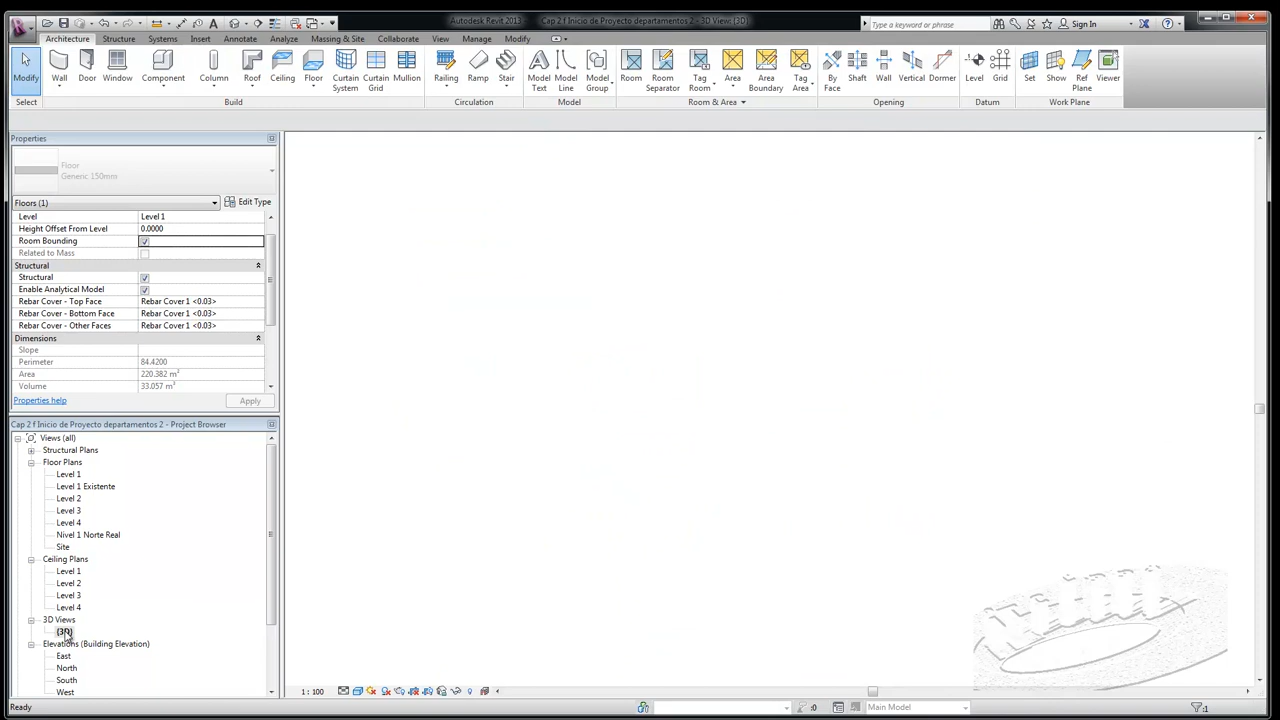 Autodesk Revit 2013 - Cap 2 f Inicio de Proyecto departamentos 2 - 3D View: {3D}
Type a keyword or phrase
Sign In
Architecture Structure Systems Insert Annotate Analyze Massing & Site Collaborate View Manage Modify
Modify Wall Door Window Component Column Roof Ceiling Floor Curtain System Curtain Grid Mullion Railing Ramp Stair Model Text Model Line Model Group Room Room Separator Tag Room Area Area Boundary Tag Area By Face Shaft Wall Vertical Dormer Level Grid Set Show Ref Plane Viewer
Select Build Circulation Model Room & Area Opening Datum Work Plane
Properties
Floor
Generic 150mm
Floors (1) Edit Type
Level Level 1
Height Offset From Level 0.0000
Room Bounding
Related to Mass
Structural
Structural
Enable Analytical Model
Rebar Cover - Top Face Rebar Cover 1 <0.03>
Rebar Cover - Bottom Face Rebar Cover 1 <0.03>
Rebar Cover - Other Faces Rebar Cover 1 <0.03>
Dimensions
Slope
Perimeter 84.4200
Area 220.382 m²
Volume 33.057 m³
Properties help Apply
Cap 2 f Inicio de Proyecto departamentos 2 - Project Browser
Views (all)
Structural Plans
Floor Plans
Level 1
Level 1 Existente
Level 2
Level 3
Level 4
Nivel 1 Norte Real
Site
Ceiling Plans
Level 1
Level 2
Level 3
Level 4
3D Views
{3D}
Elevations (Building Elevation)
East
North
South
West
1 : 100
Ready :0 Main Model :1